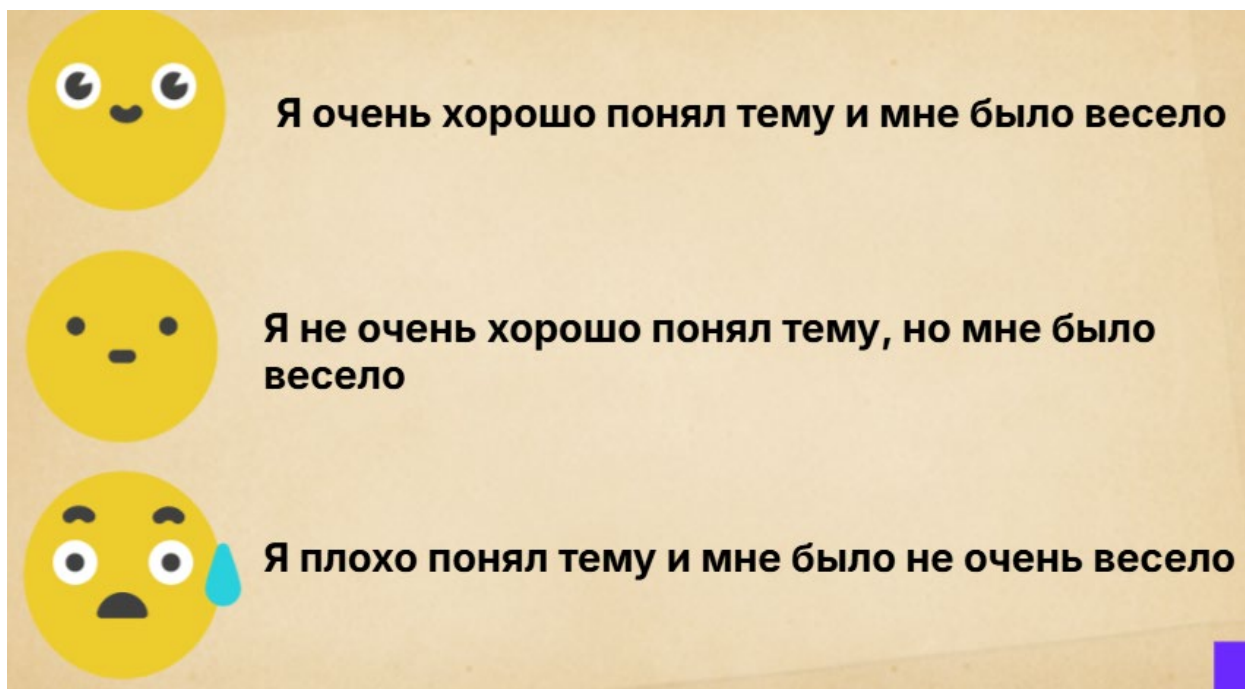 Я очень хорошо понял тему и мне было весело
Я не очень хорошо понял тему, но мне было
весело
Я плохо понял тему и мне было не очень весело